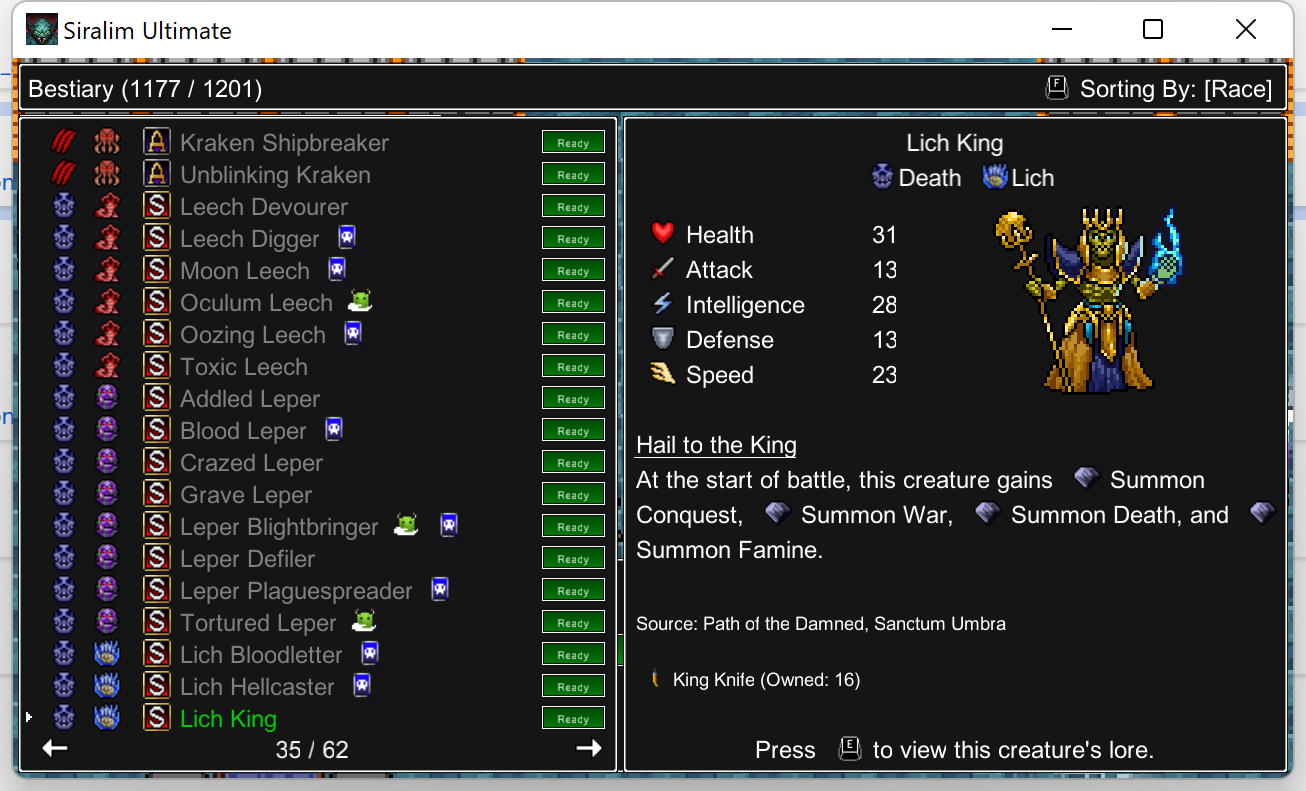 Siralim Ultimate
Bestiary (1177 / 1201)
F Sorting By: [Race]
A Kraken Shipbreaker Ready
A Unblinking Kraken Ready
S Leech Devourer Ready
S Leech Digger Ready
S Moon Leech Ready
S Oculum Leech Ready
S Oozing Leech Ready
S Toxic Leech Ready
S Addled Leper Ready
S Blood Leper Ready
S Crazed Leper Ready
S Grave Leper Ready
S Leper Blightbringer Ready
S Leper Defiler Ready
S Leper Plaguespreader Ready
S Tortured Leper Ready
S Lich Bloodletter Ready
S Lich Hellcaster Ready
S Lich King Ready
35 / 62
Lich King
Death Lich
Health 31
Attack 13
Intelligence 28
Defense 13
Speed 23
Hail to the King
At the start of battle, this creature gains Summon
Conquest, Summon War, Summon Death, and
Summon Famine.
Source: Path of the Damned, Sanctum Umbra
King Knife (Owned: 16)
Press E to view this creature's lore.